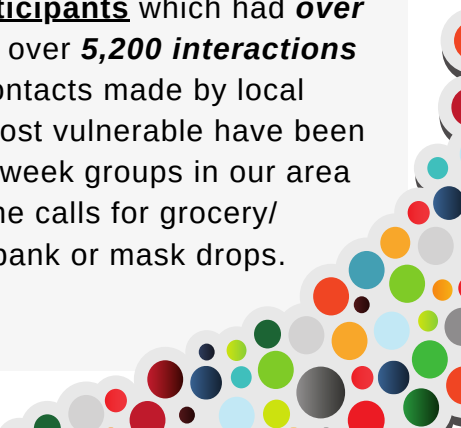 ticipants which had over
over 5,200 interactions
ontacts made by local
ost vulnerable have been
week groups in our area
ne calls for grocery/
bank or mask drops.